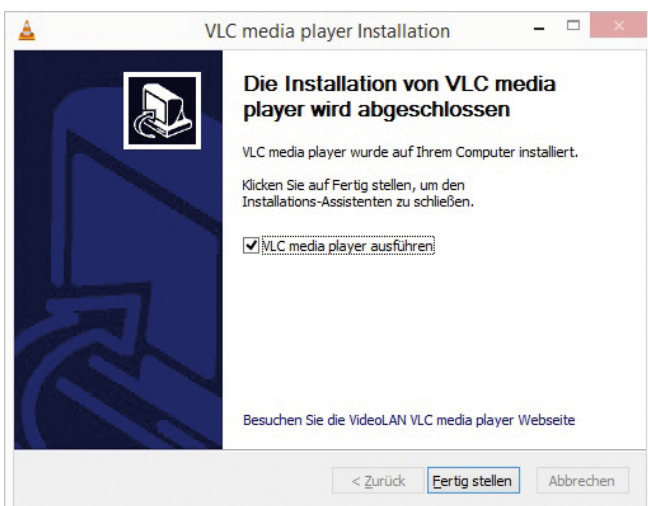 VLC media player Installation
Die Installation von VLC media
player wird abgeschlossen
VLC media player wurde auf Ihrem Computer installiert.
Klicken Sie auf Fertig stellen, um den
Installations-Assistenten zu schließen.
VLC media player ausführen
Besuchen Sie die VideoLAN VLC media player Webseite
< Zurück Fertig stellen Abbrechen